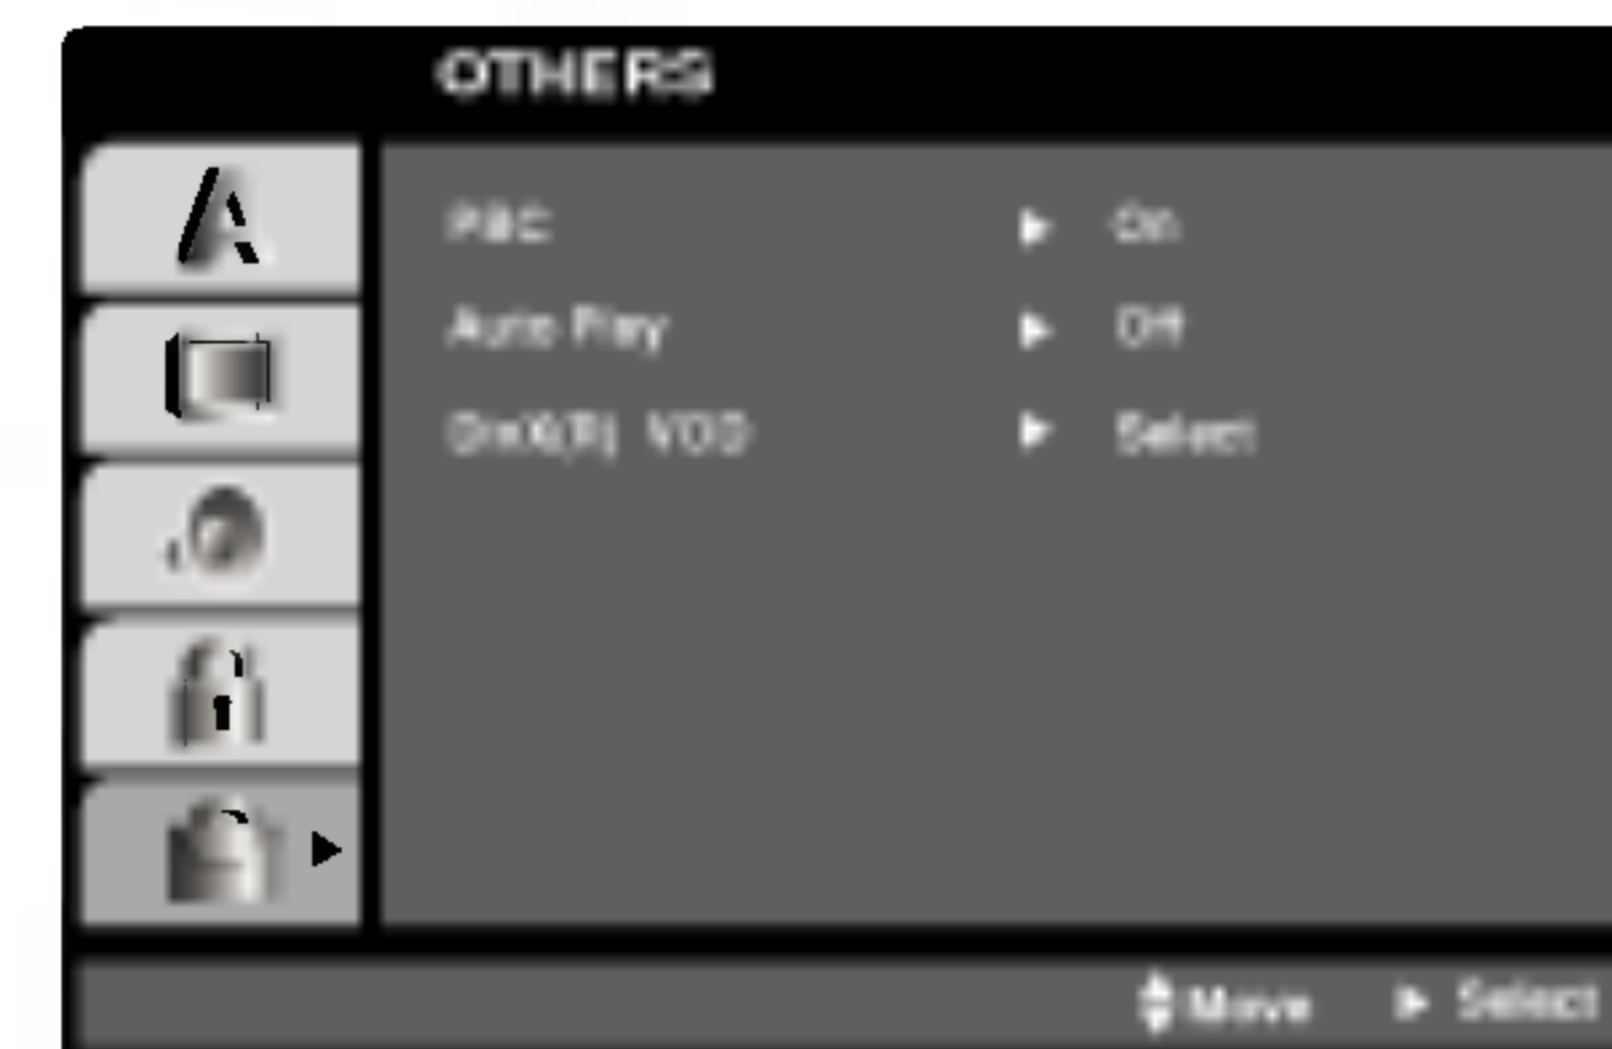 OTHERS
PBC ▶ On
Auto Play ▶ Off
DivX(R) VOD ▶ Select
Move ▶ Select